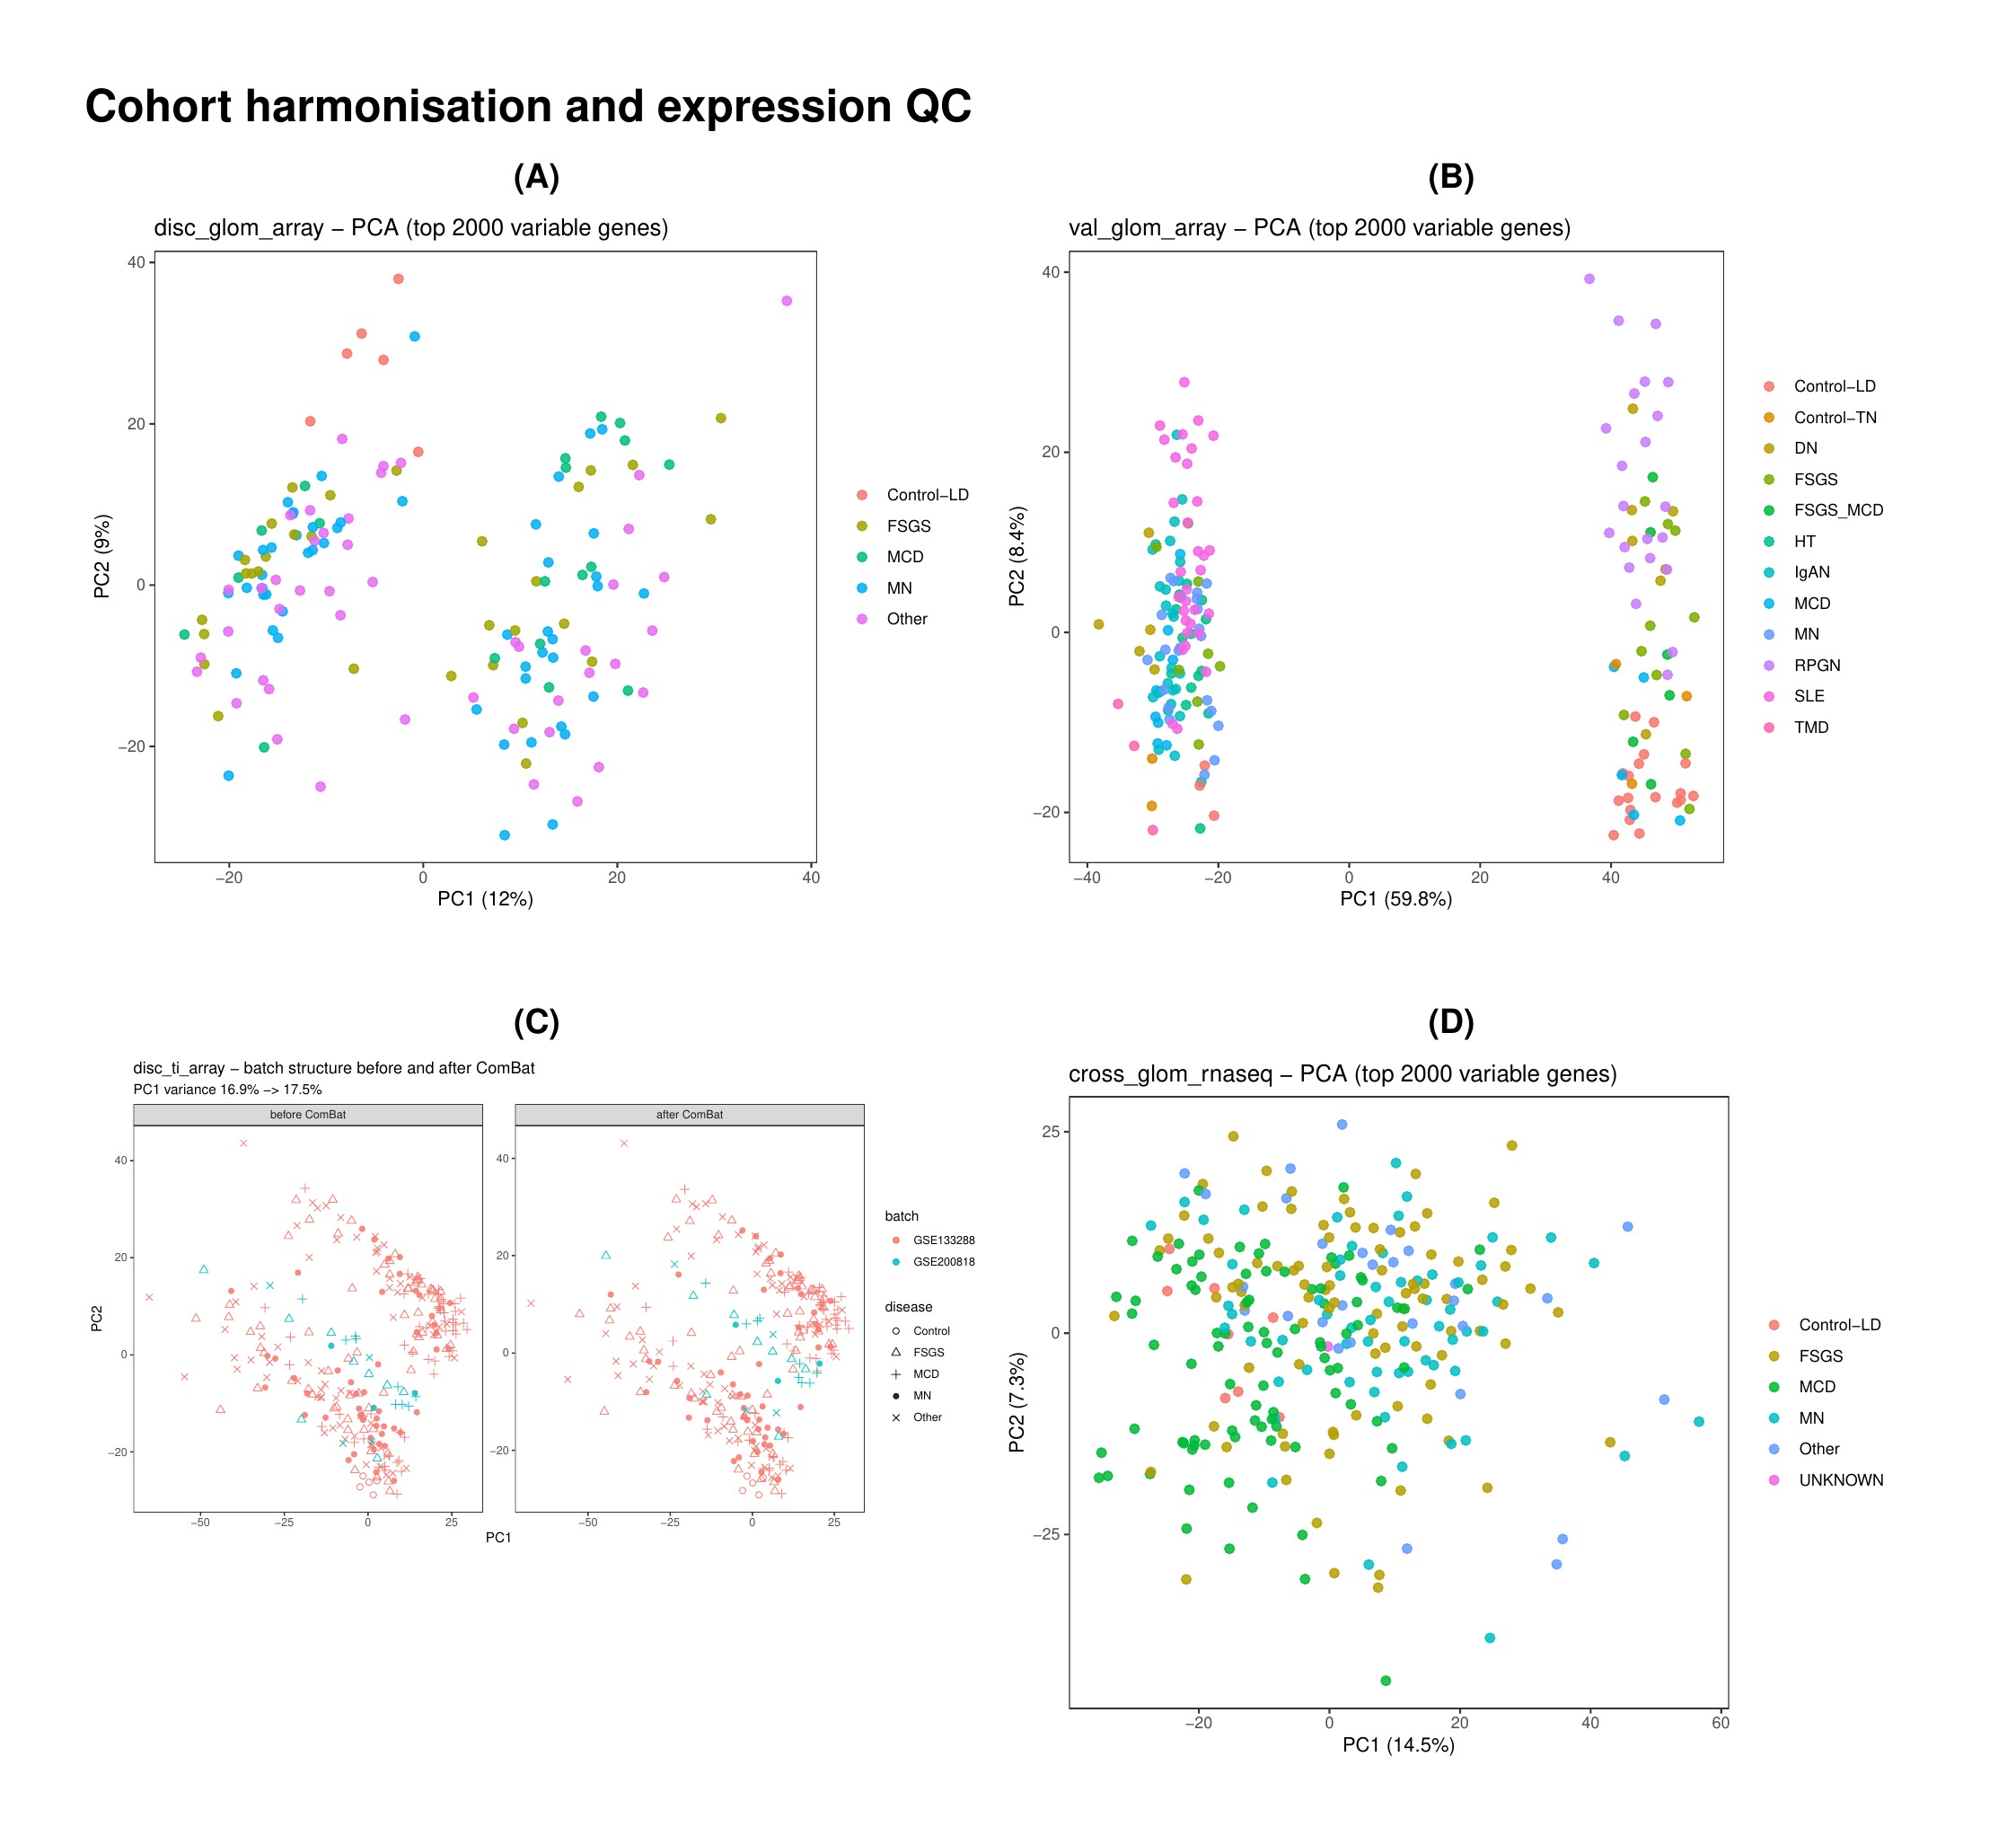 Cohort harmonisation and expression QC
(A)
disc_glom_array – PCA (top 2000 variable genes)
40
20
0
−20
PC2 (9%)
−20 0 20 40
PC1 (12%)
Control−LD
FSGS
MCD
MN
Other
(B)
val_glom_array – PCA (top 2000 variable genes)
40
20
0
−20
PC2 (8.4%)
−40 −20 0 20 40
PC1 (59.8%)
Control−LD
Control−TN
DN
FSGS
FSGS_MCD
HT
IgAN
MCD
MN
RPGN
SLE
TMD
(C)
disc_ti_array – batch structure before and after ComBat
PC1 variance 16.9% −> 17.5%
before ComBat
after ComBat
40
20
0
−20
40
20
0
−20
PC2
−50 −25 0 25
−50 −25 0 25
PC1
batch
GSE133288
GSE200818
disease
Control
FSGS
MCD
MN
Other
(D)
cross_glom_rnaseq – PCA (top 2000 variable genes)
25
0
−25
PC2 (7.3%)
−20 0 20 40 60
PC1 (14.5%)
Control−LD
FSGS
MCD
MN
Other
UNKNOWN